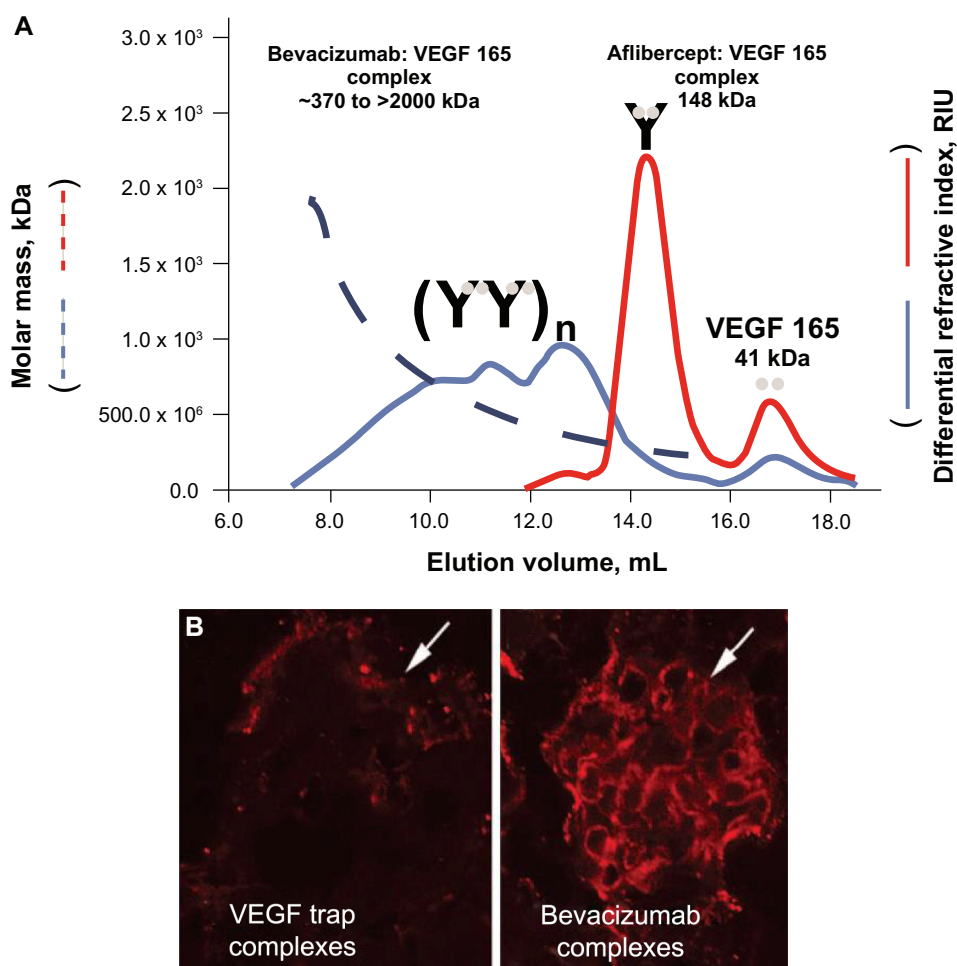 A
Bevacizumab: VEGF 165
complex
~370 to >2000 kDa
Aflibercept: VEGF 165
complex
148 kDa
Y
(YY)n
VEGF 165
41 kDa
3.0 x 10³
2.5 x 10³
2.0 x 10³
1.5 x 10³
1.0 x 10³
500.0 x 10⁶
0.0
6.0 8.0 10.0 12.0 14.0 16.0 18.0
Elution volume, mL
Molar mass, kDa
( )
Differential refractive index, RIU
( )
B
VEGF trap
complexes
Bevacizumab
complexes